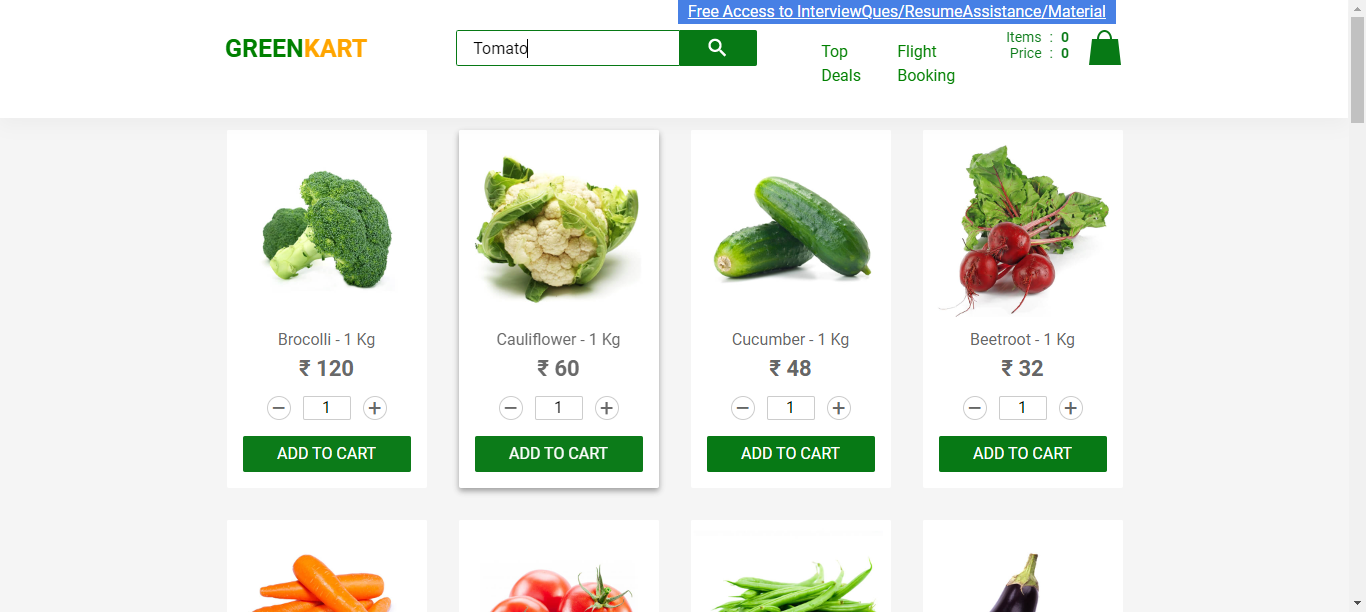 Free Access to InterviewQues/ResumeAssistance/Material
GREENKART
Tomato
Top
Deals
Flight
Booking
Items : 0
Price : 0
Brocolli - 1 Kg
₹ 120
− 1 +
ADD TO CART
Cauliflower - 1 Kg
₹ 60
− 1 +
ADD TO CART
Cucumber - 1 Kg
₹ 48
− 1 +
ADD TO CART
Beetroot - 1 Kg
₹ 32
− 1 +
ADD TO CART